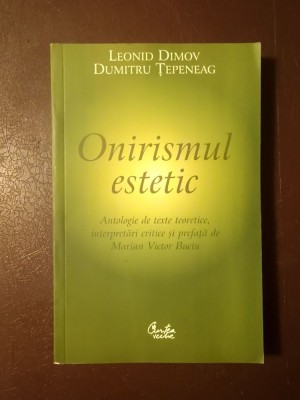 Leonid Dimov
Dumitru Țepeneag
Onirismul
estetic
Antologie de texte teoretice,
interpretări critice și prefață de
Marian Victor Buciu
Curtea
veche